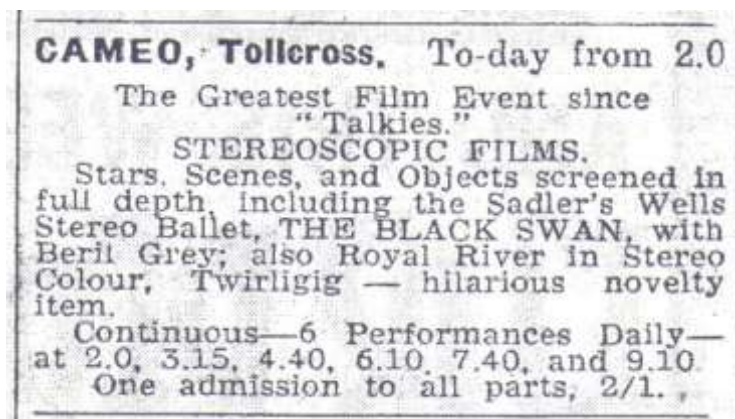 CAMEO, Tollcross. To-day from 2.0
The Greatest Film Event since
"Talkies."
STEREOSCOPIC FILMS.
Stars, Scenes, and Objects screened in
full depth, including the Sadler's Wells
Stereo Ballet, THE BLACK SWAN, with
Beril Grey; also Royal River in Stereo
Colour, Twirligig — hilarious novelty
item.
Continuous—6 Performances Daily—
at 2.0, 3.15, 4.40, 6.10, 7.40, and 9.10.
One admission to all parts, 2/1.